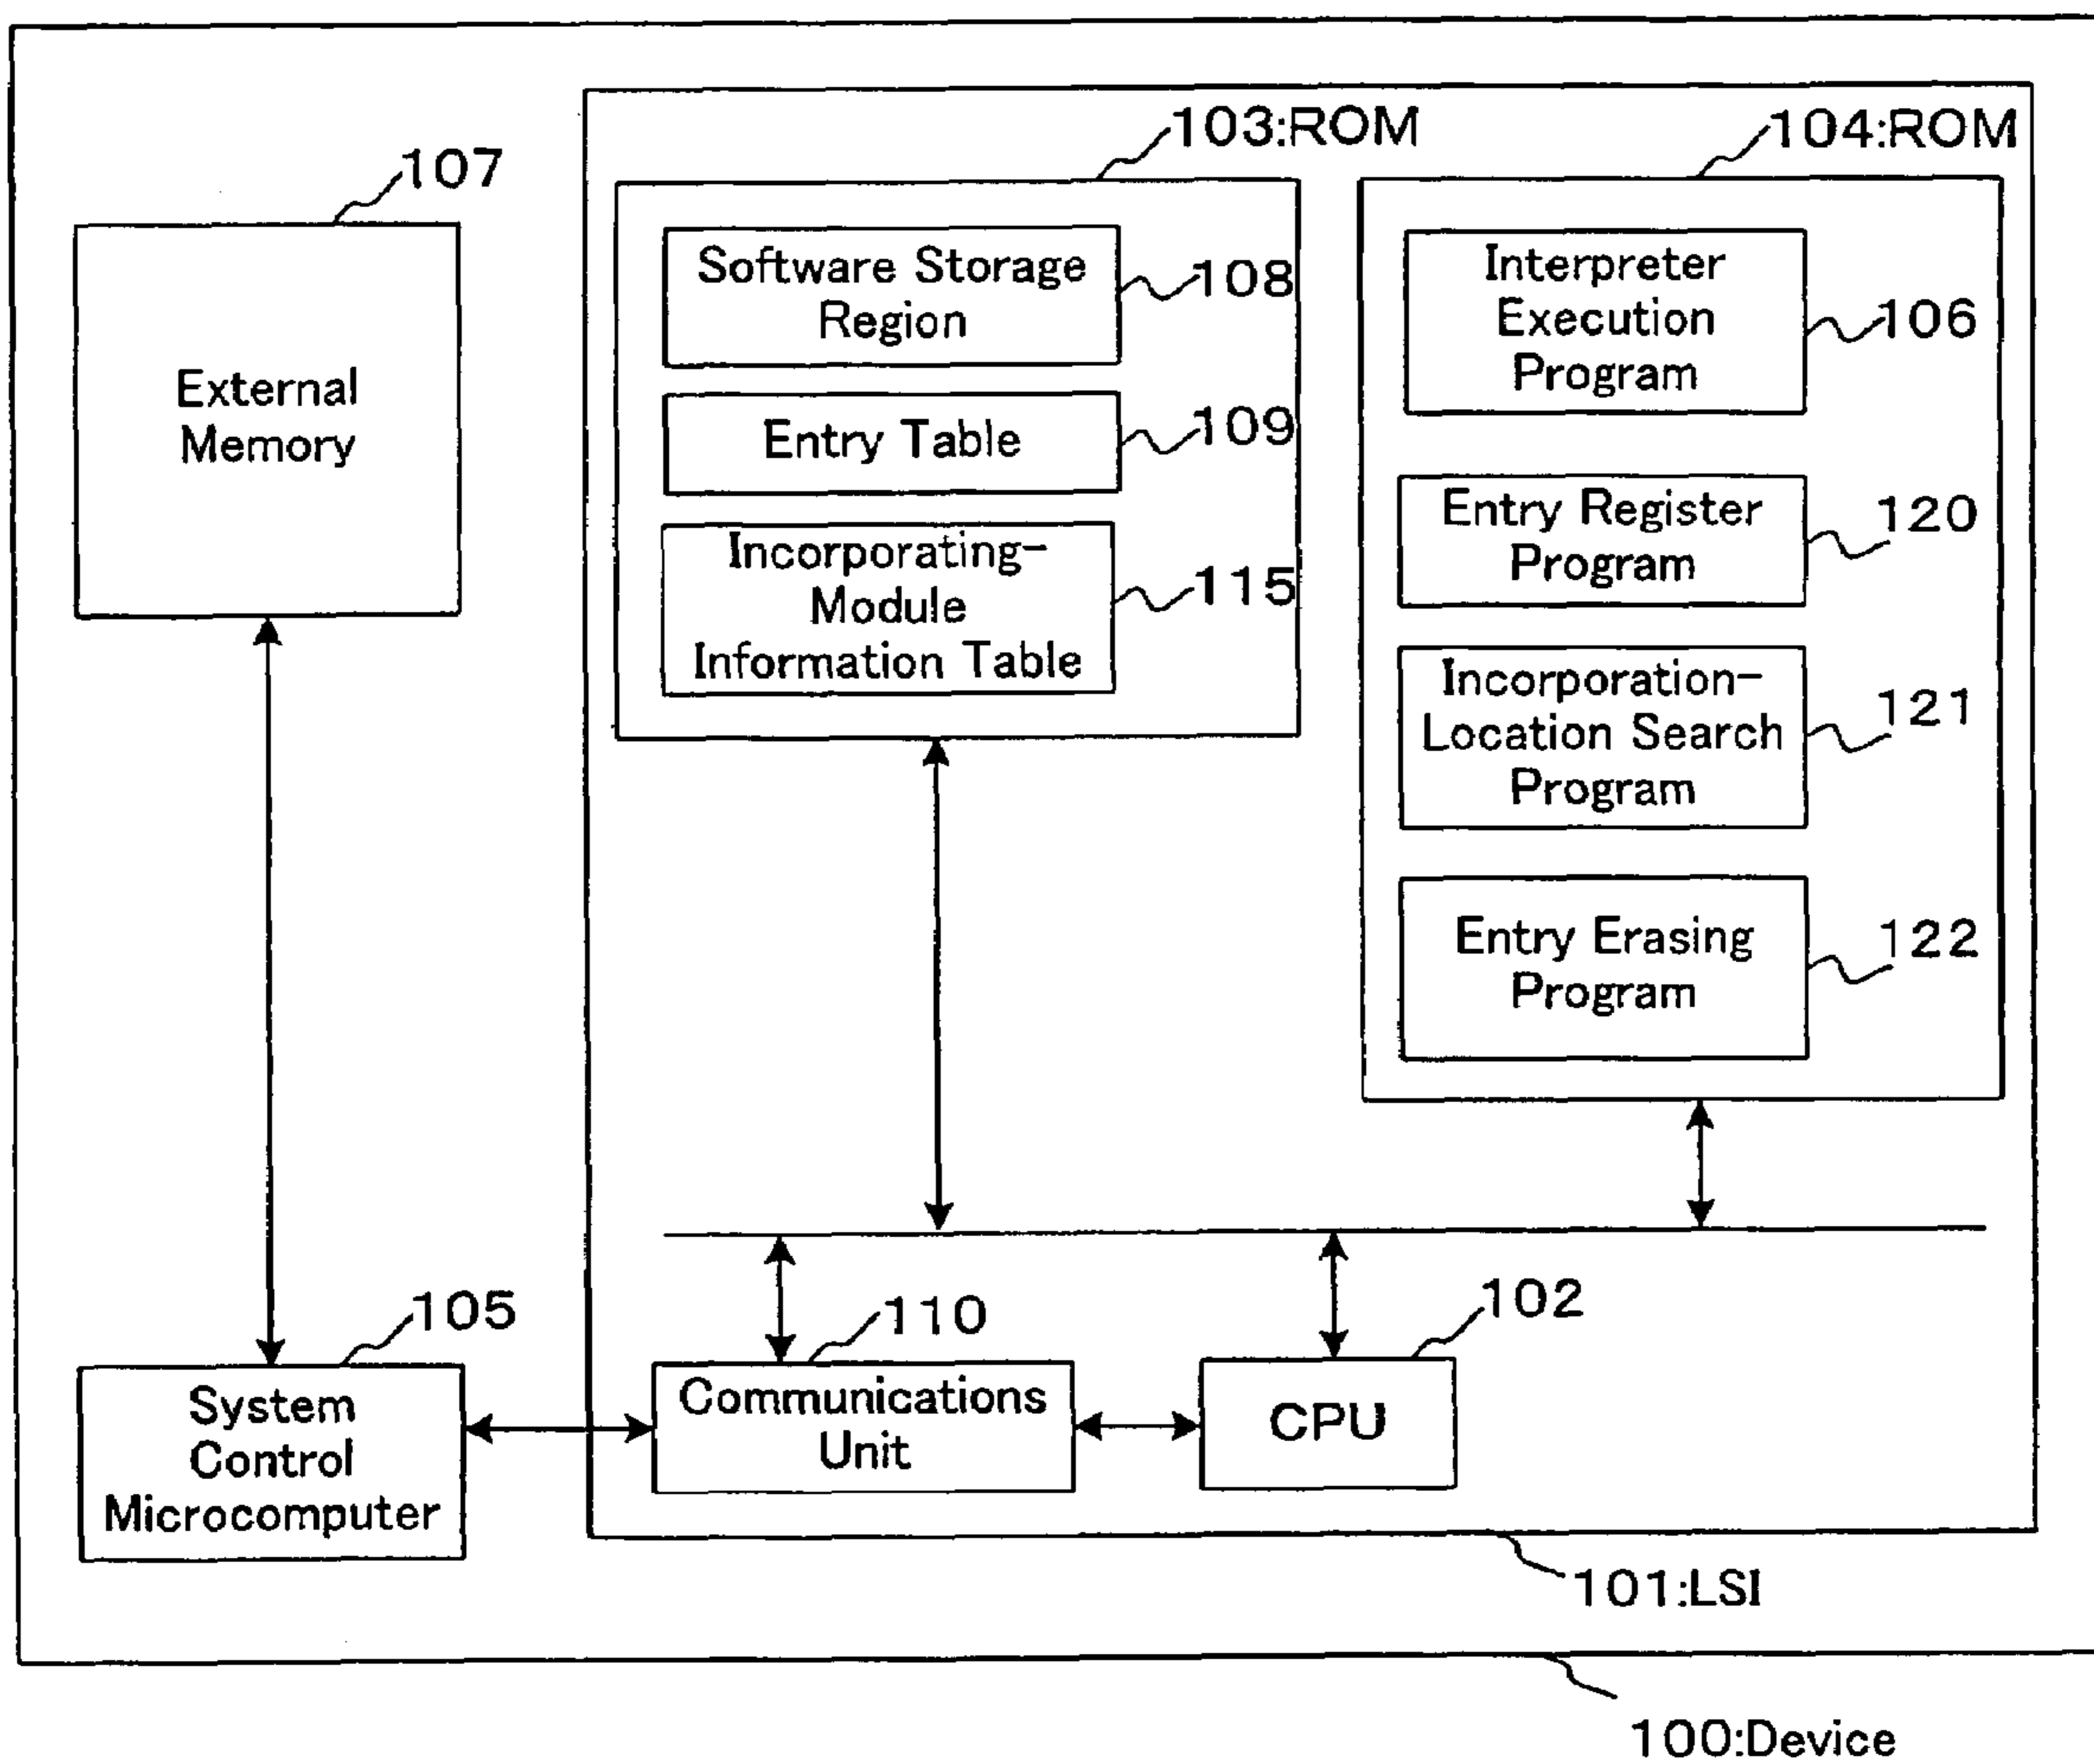 103:ROM
104:ROM
107
External
Memory
Software Storage
Region
108
Entry Table
109
Incorporating-
Module
Information Table
115
Interpreter
Execution
Program
106
Entry Register
Program
120
Incorporation-
Location Search
Program
121
Entry Erasing
Program
122
105
System
Control
Microcomputer
110
Communications
Unit
102
CPU
101:LSI
100:Device